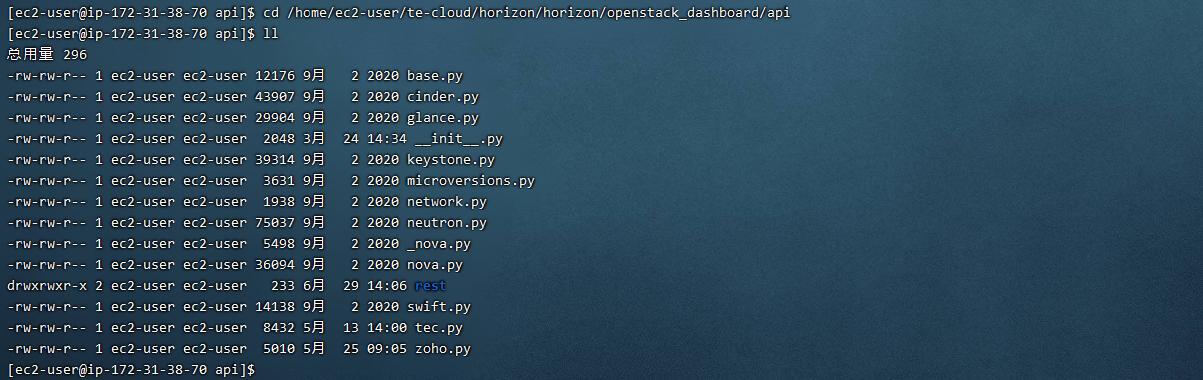 [ec2-user@ip-172-31-38-70 api]$ cd /home/ec2-user/te-cloud/horizon/horizon/openstack_dashboard/api
[ec2-user@ip-172-31-38-70 api]$ ll
总用量 296
-rw-rw-r-- 1 ec2-user ec2-user 12176 9月   2 2020 base.py
-rw-rw-r-- 1 ec2-user ec2-user 43907 9月   2 2020 cinder.py
-rw-rw-r-- 1 ec2-user ec2-user 29904 9月   2 2020 glance.py
-rw-rw-r-- 1 ec2-user ec2-user  2048 3月  24 14:34 __init__.py
-rw-rw-r-- 1 ec2-user ec2-user 39314 9月   2 2020 keystone.py
-rw-rw-r-- 1 ec2-user ec2-user  3631 9月   2 2020 microversions.py
-rw-rw-r-- 1 ec2-user ec2-user  1938 9月   2 2020 network.py
-rw-rw-r-- 1 ec2-user ec2-user 75037 9月   2 2020 neutron.py
-rw-rw-r-- 1 ec2-user ec2-user  5498 9月   2 2020 _nova.py
-rw-rw-r-- 1 ec2-user ec2-user 36094 9月   2 2020 nova.py
drwxrwxr-x 2 ec2-user ec2-user   233 6月  29 14:06 rest
-rw-rw-r-- 1 ec2-user ec2-user 14138 9月   2 2020 swift.py
-rw-rw-r-- 1 ec2-user ec2-user  8432 5月  13 14:00 tec.py
-rw-rw-r-- 1 ec2-user ec2-user  5010 5月  25 09:05 zoho.py
[ec2-user@ip-172-31-38-70 api]$